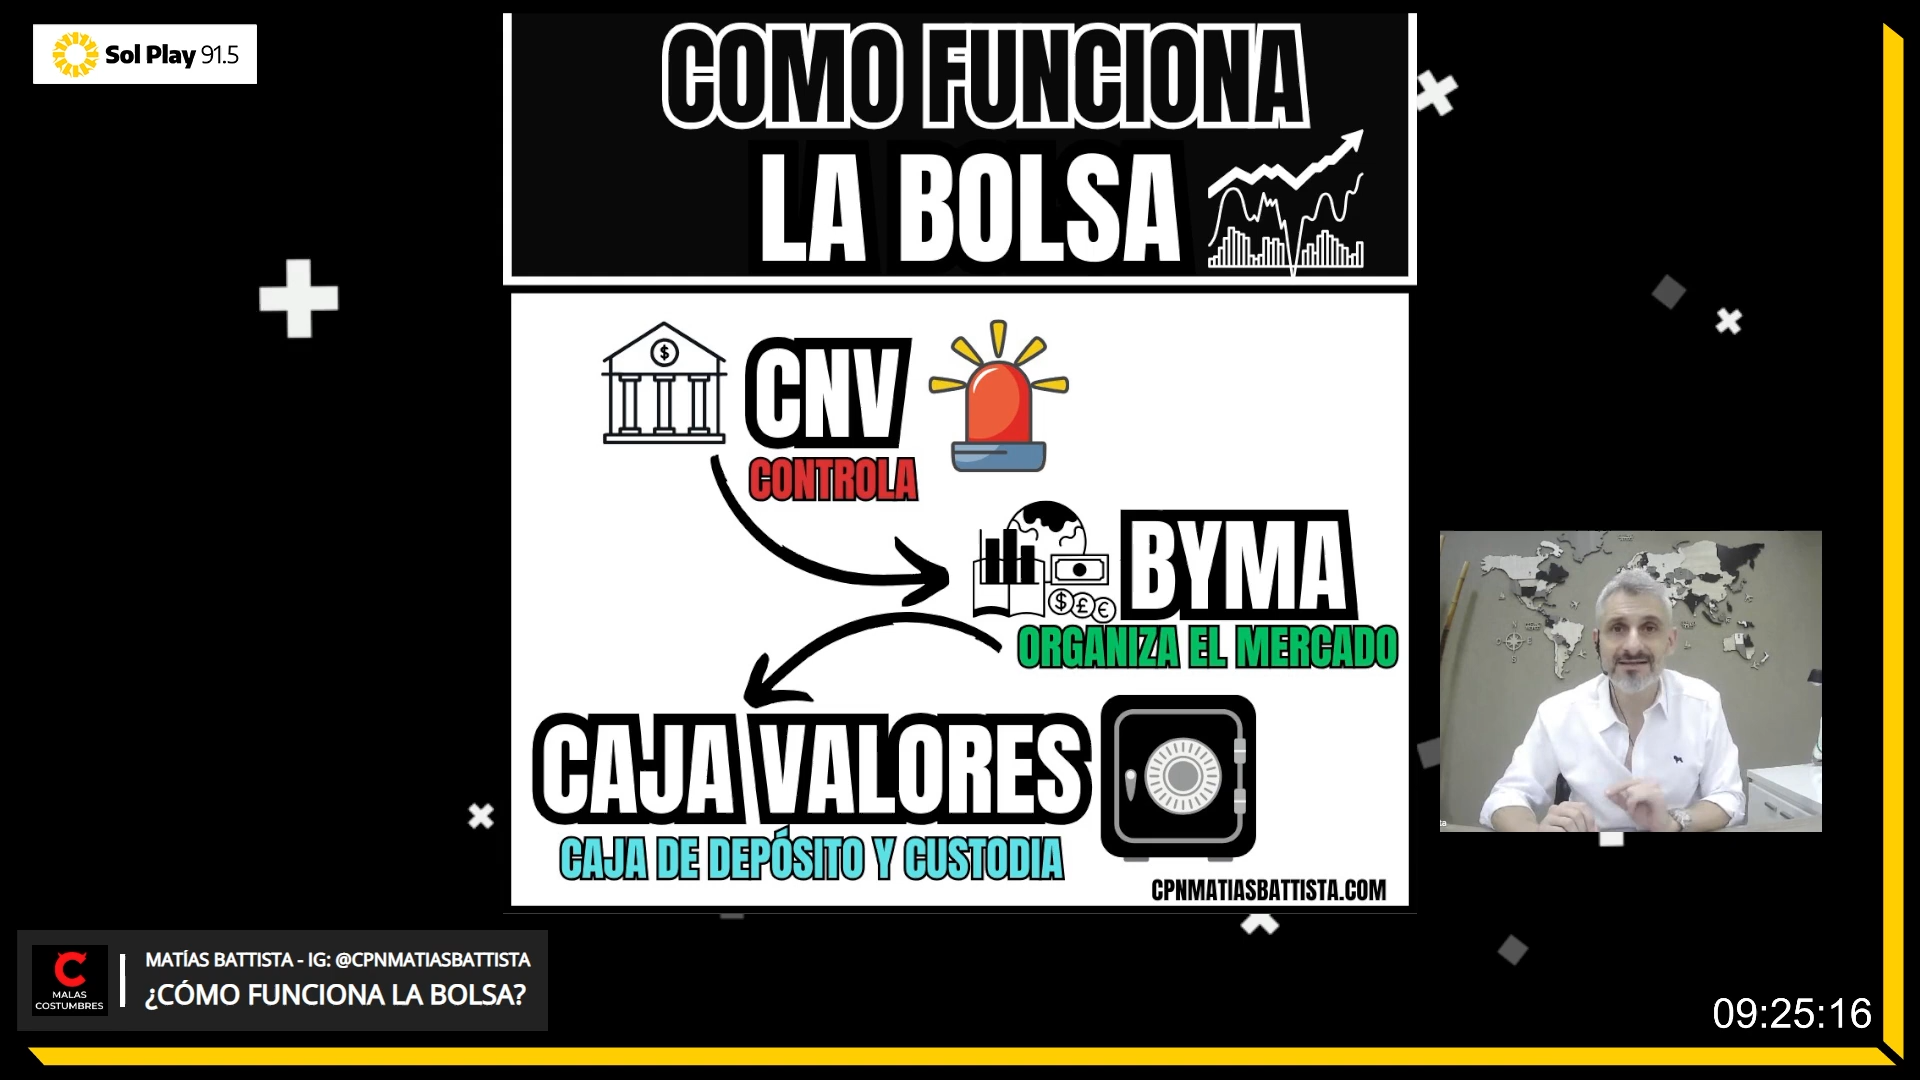 Sol Play 91.5
COMO FUNCIONA
LA BOLSA
$
CNV
CONTROLA
BYMA
$ £ €
ORGANIZA EL MERCADO
CAJA VALORES
CAJA DE DEPÓSITO Y CUSTODIA
CPNMATIASBATTISTA.COM
C
MALAS
COSTUMBRES
MATÍAS BATTISTA - IG: @CPNMATIASBATTISTA
¿CÓMO FUNCIONA LA BOLSA?
09:25:16